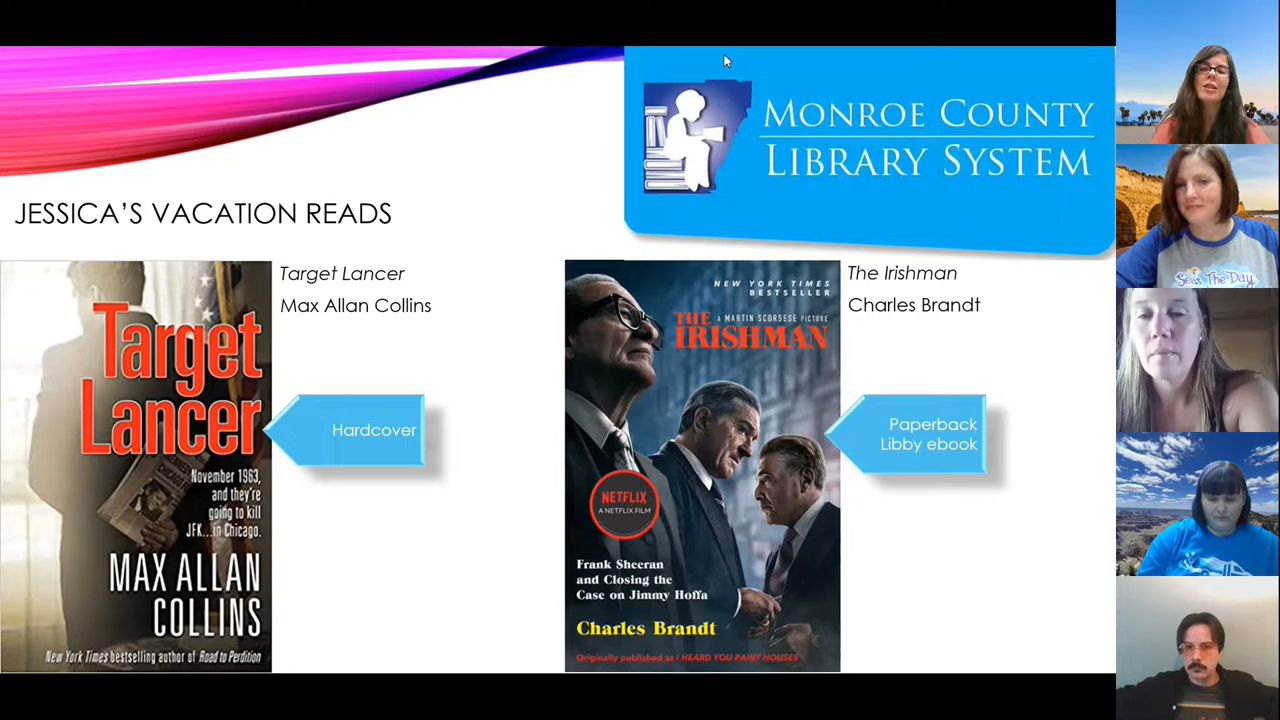 MONROE COUNTY
LIBRARY SYSTEM
JESSICA'S VACATION READS
Target
Lancer
November 1963,
and they're
going to kill
JFK...in Chicago.
MAX ALLAN
COLLINS
New York Times bestselling author of Road to Perdition
Target Lancer
Max Allan Collins
Hardcover
NEW YORK TIMES
BESTSELLER
A MARTIN SCORSESE PICTURE
THE
IRISHMAN
NETFLIX
A NETFLIX FILM
Frank Sheeran
and Closing the
Case on Jimmy Hoffa
Charles Brandt
Originally published as I HEARD YOU PAINT HOUSES
The Irishman
Charles Brandt
Paperback
Libby ebook
Seas The Day